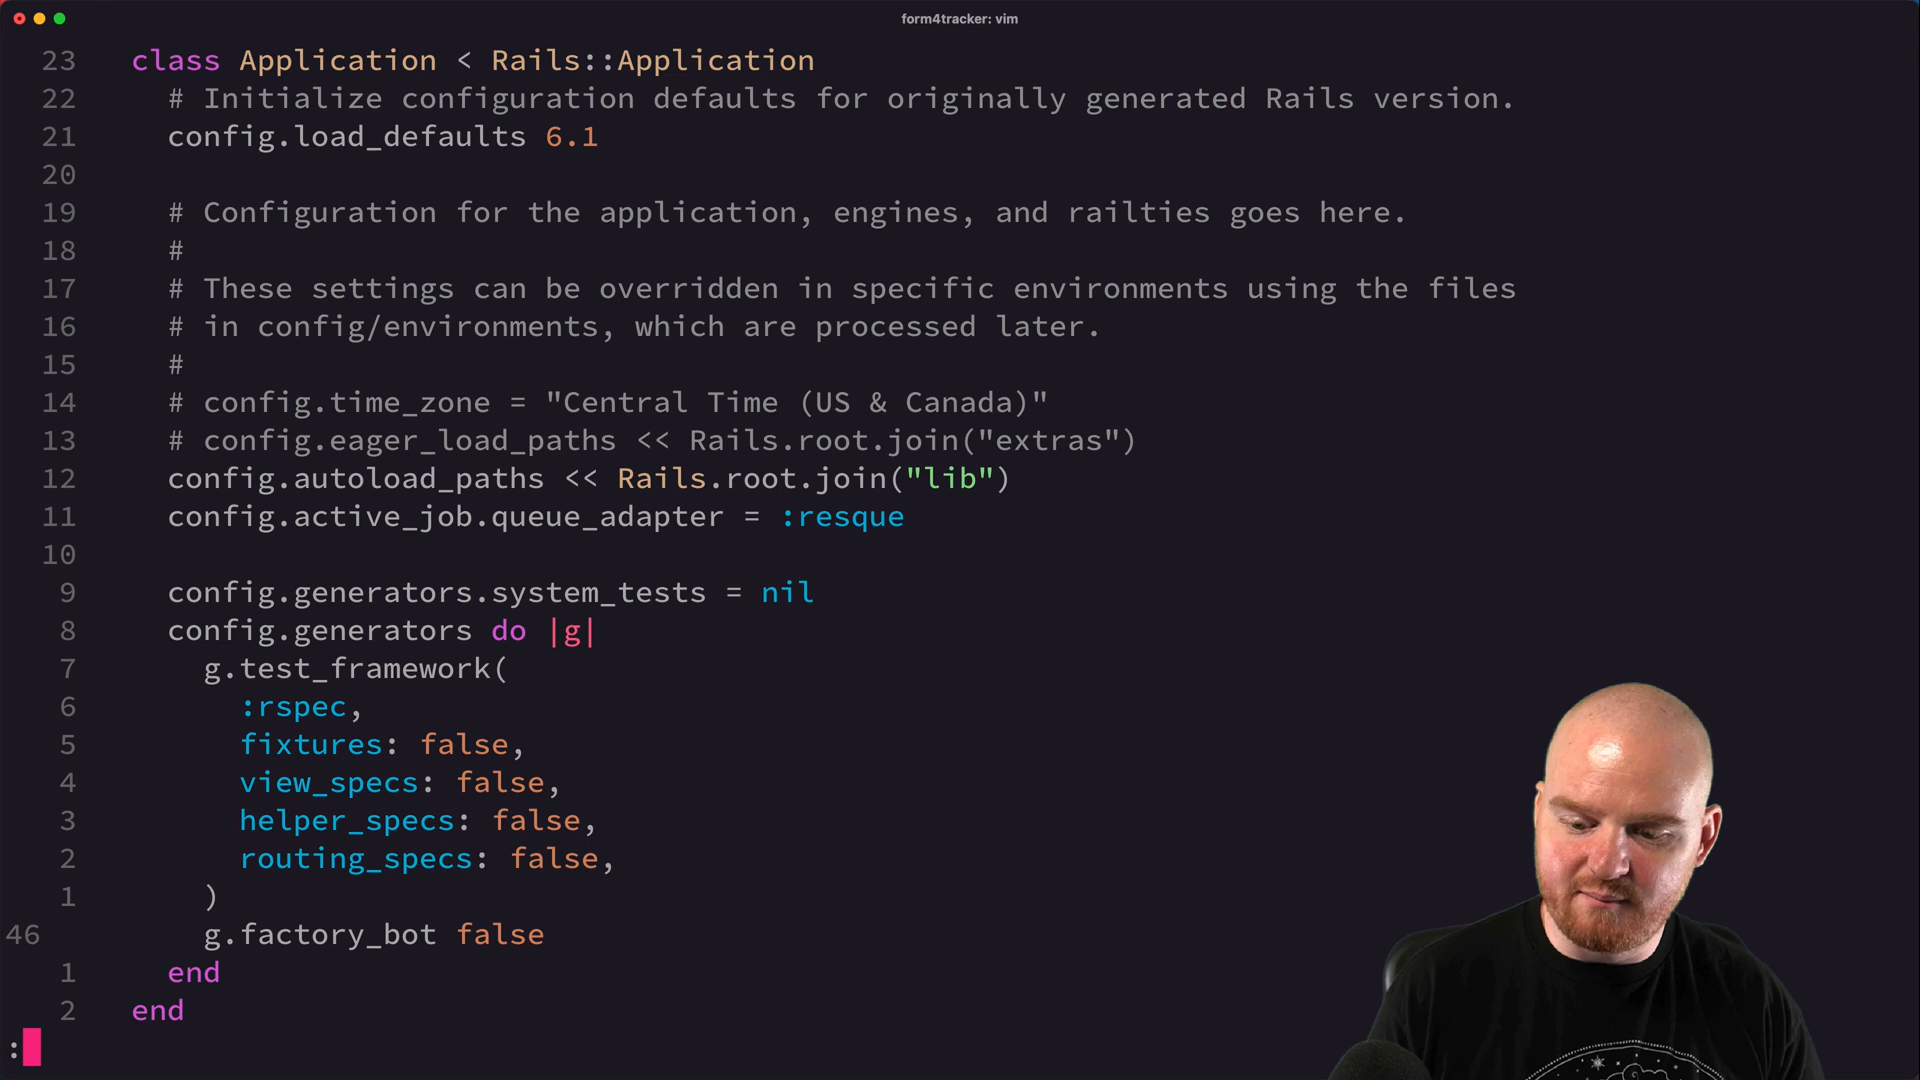 form4tracker: vim
23 class Application < Rails::Application
22 # Initialize configuration defaults for originally generated Rails version.
21 config.load_defaults 6.1
20
19 # Configuration for the application, engines, and railties goes here.
18 #
17 # These settings can be overridden in specific environments using the files
16 # in config/environments, which are processed later.
15 #
14 # config.time_zone = "Central Time (US & Canada)"
13 # config.eager_load_paths << Rails.root.join("extras")
12 config.autoload_paths << Rails.root.join("lib")
11 config.active_job.queue_adapter = :resque
10
9 config.generators.system_tests = nil
8 config.generators do |g|
7 g.test_framework(
6 :rspec,
5 fixtures: false,
4 view_specs: false,
3 helper_specs: false,
2 routing_specs: false,
1 )
46 g.factory_bot false
1 end
2 end
: